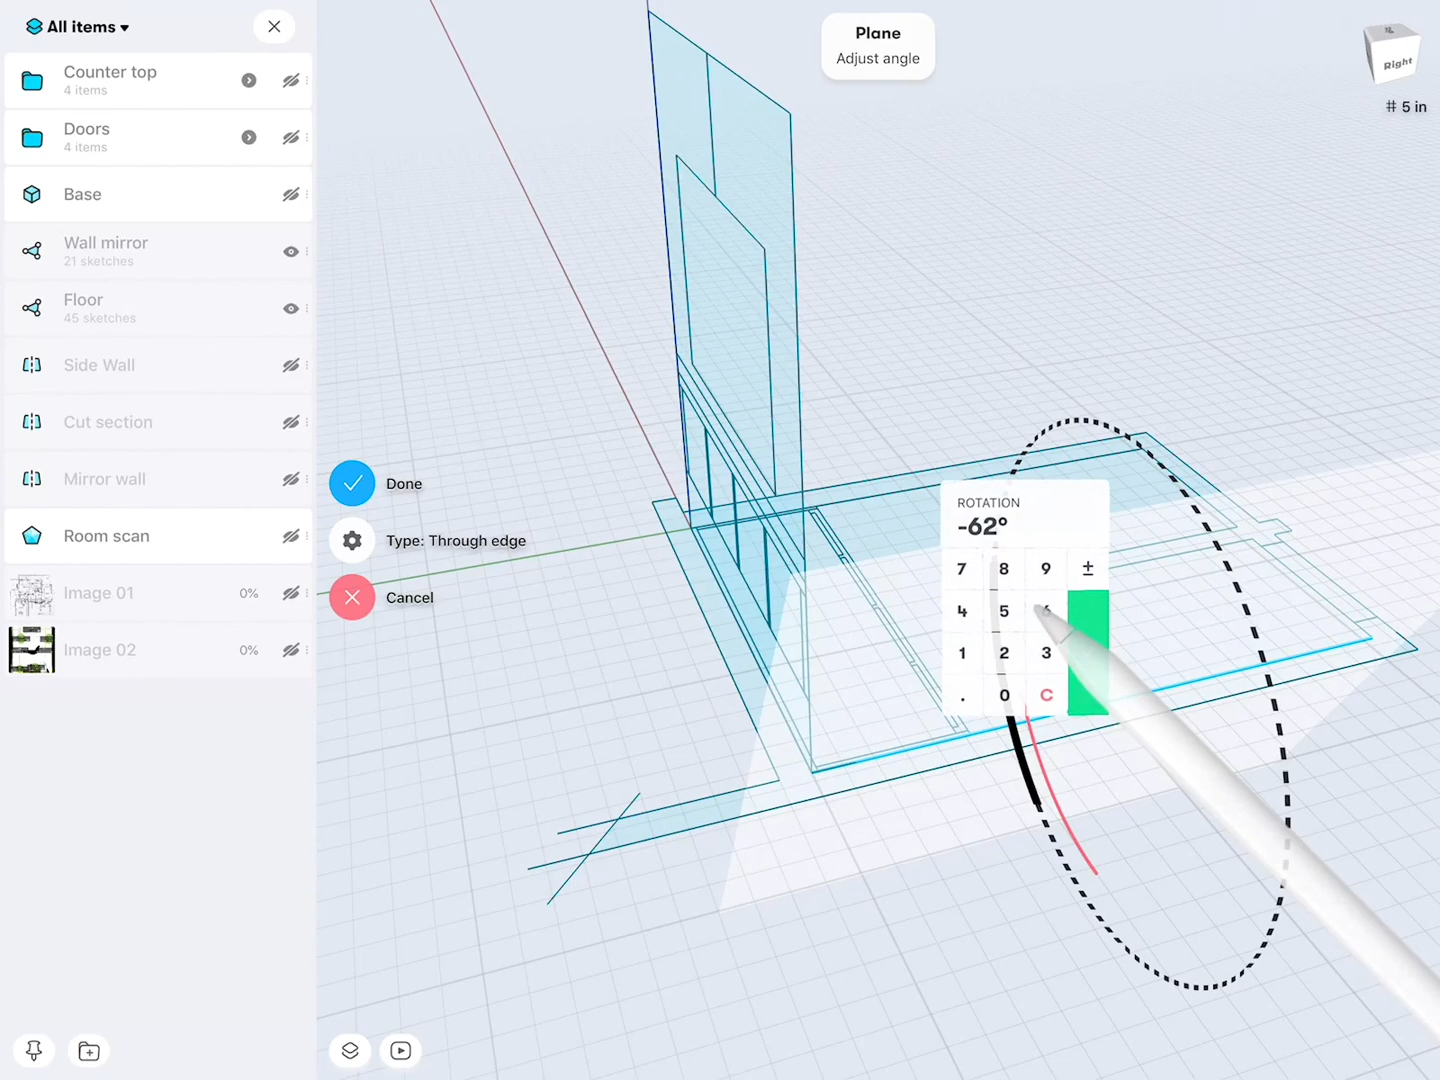 All items
Counter top
4 items
Doors
4 items
Base
Wall mirror
21 sketches
Floor
45 sketches
Side Wall
Cut section
Mirror wall
Room scan
Image 01
0%
Image 02
0%
Done
Type: Through edge
Cancel
Plane
Adjust angle
Right
5 in
ROTATION
-62°
7 8 9 ±
4 5 6
1 2 3
. 0 C